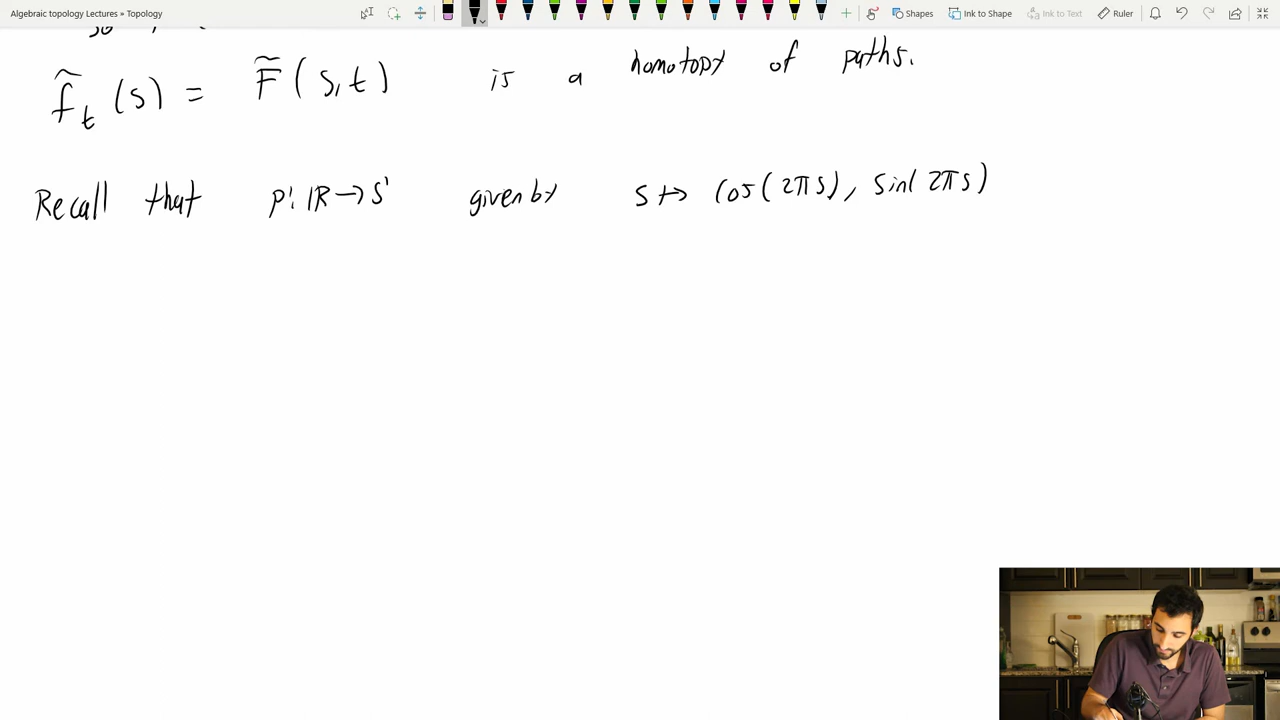 Algebraic topology Lectures » Topology
Shapes Ink to Shape Ink to Text Ruler
so
f̃ₜ(s) = F̃(s,t) is a homotopy of paths.
Recall that p: ℝ→S¹ given by s ↦ cos(2πs), sin(2πs)